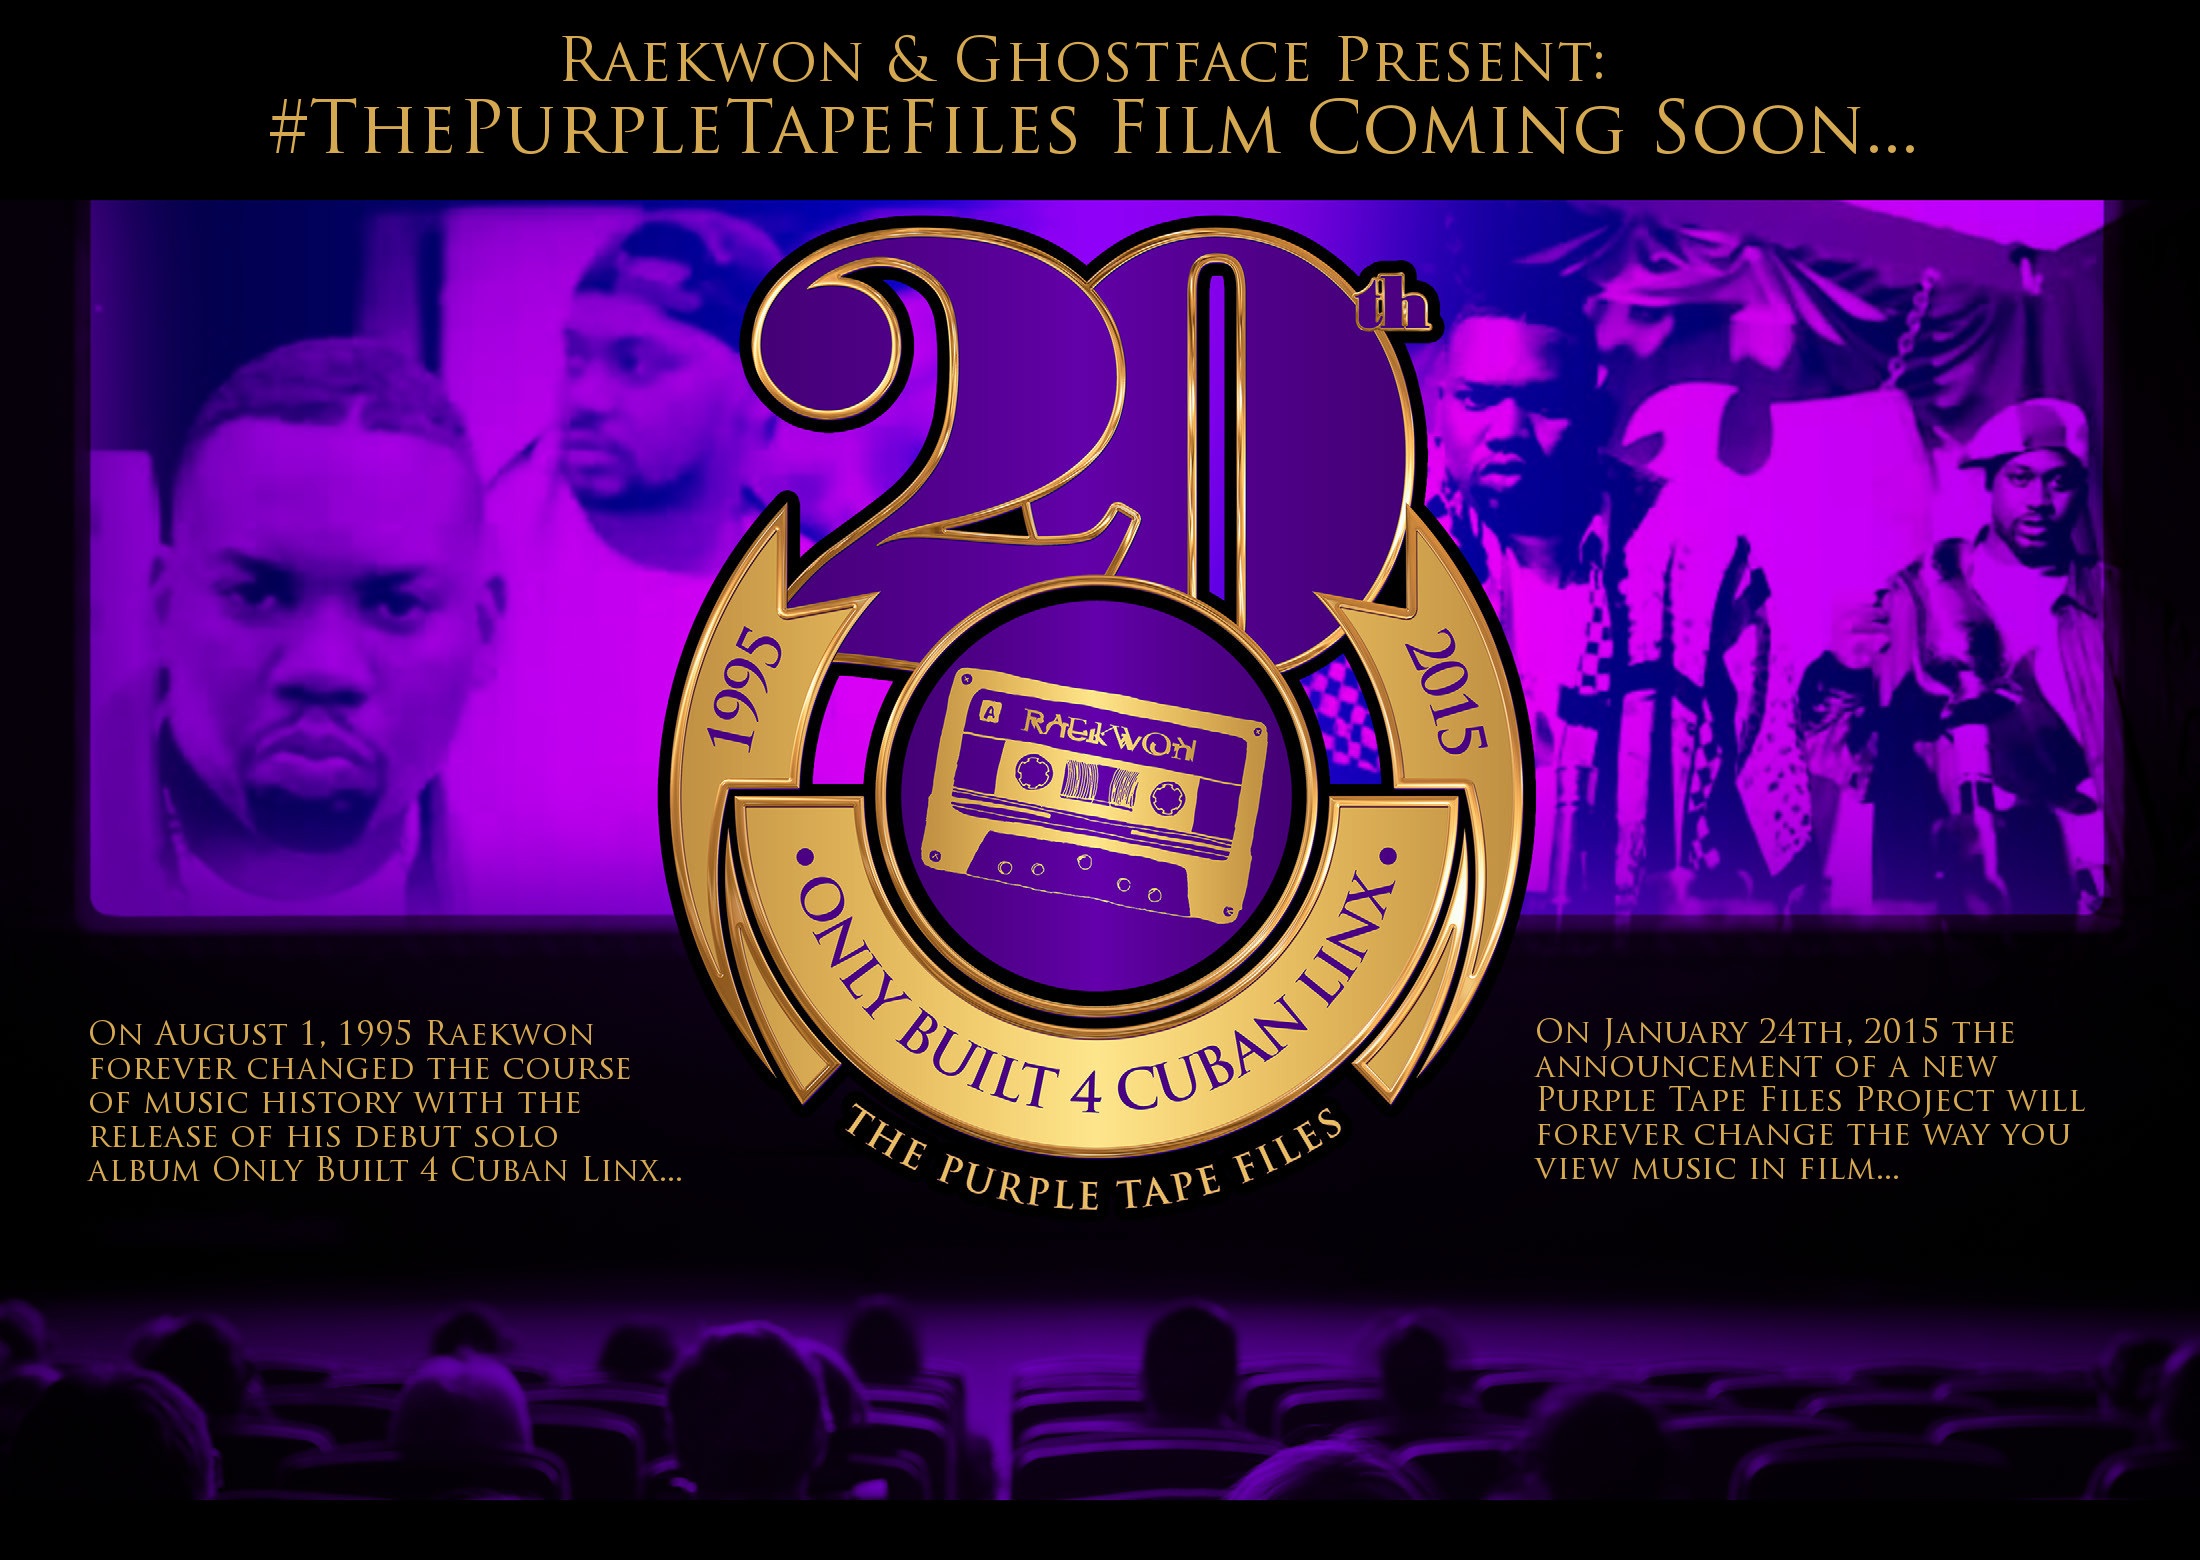 Raekwon & Ghostface Present:
#ThePurpleTapeFiles Film Coming Soon...
20th
1995
2015
A RAEKWON
• ONLY BUILT 4 CUBAN LINX •
THE PURPLE TAPE FILES
On August 1, 1995 Raekwon
forever changed the course
of music history with the
release of his debut solo
album Only Built 4 Cuban Linx...
On January 24th, 2015 the
announcement of a new
Purple Tape Files Project will
forever change the way you
view music in film...